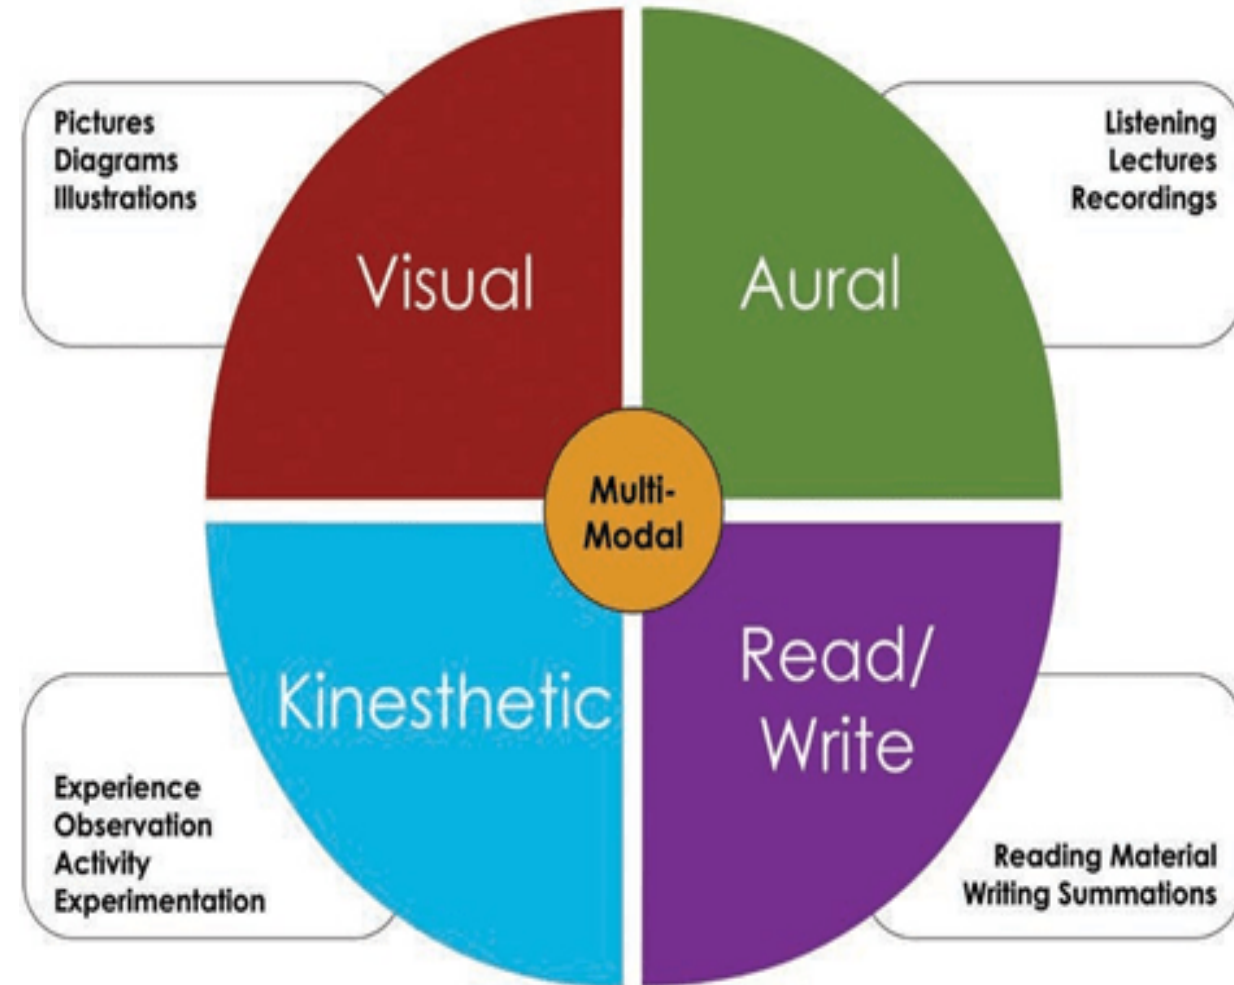 Pictures
Diagrams
Illustrations
Visual
Aural
Listening
Lectures
Recordings
Multi-
Modal
Kinesthetic
Experience
Observation
Activity
Experimentation
Read/
Write
Reading Material
Writing Summations